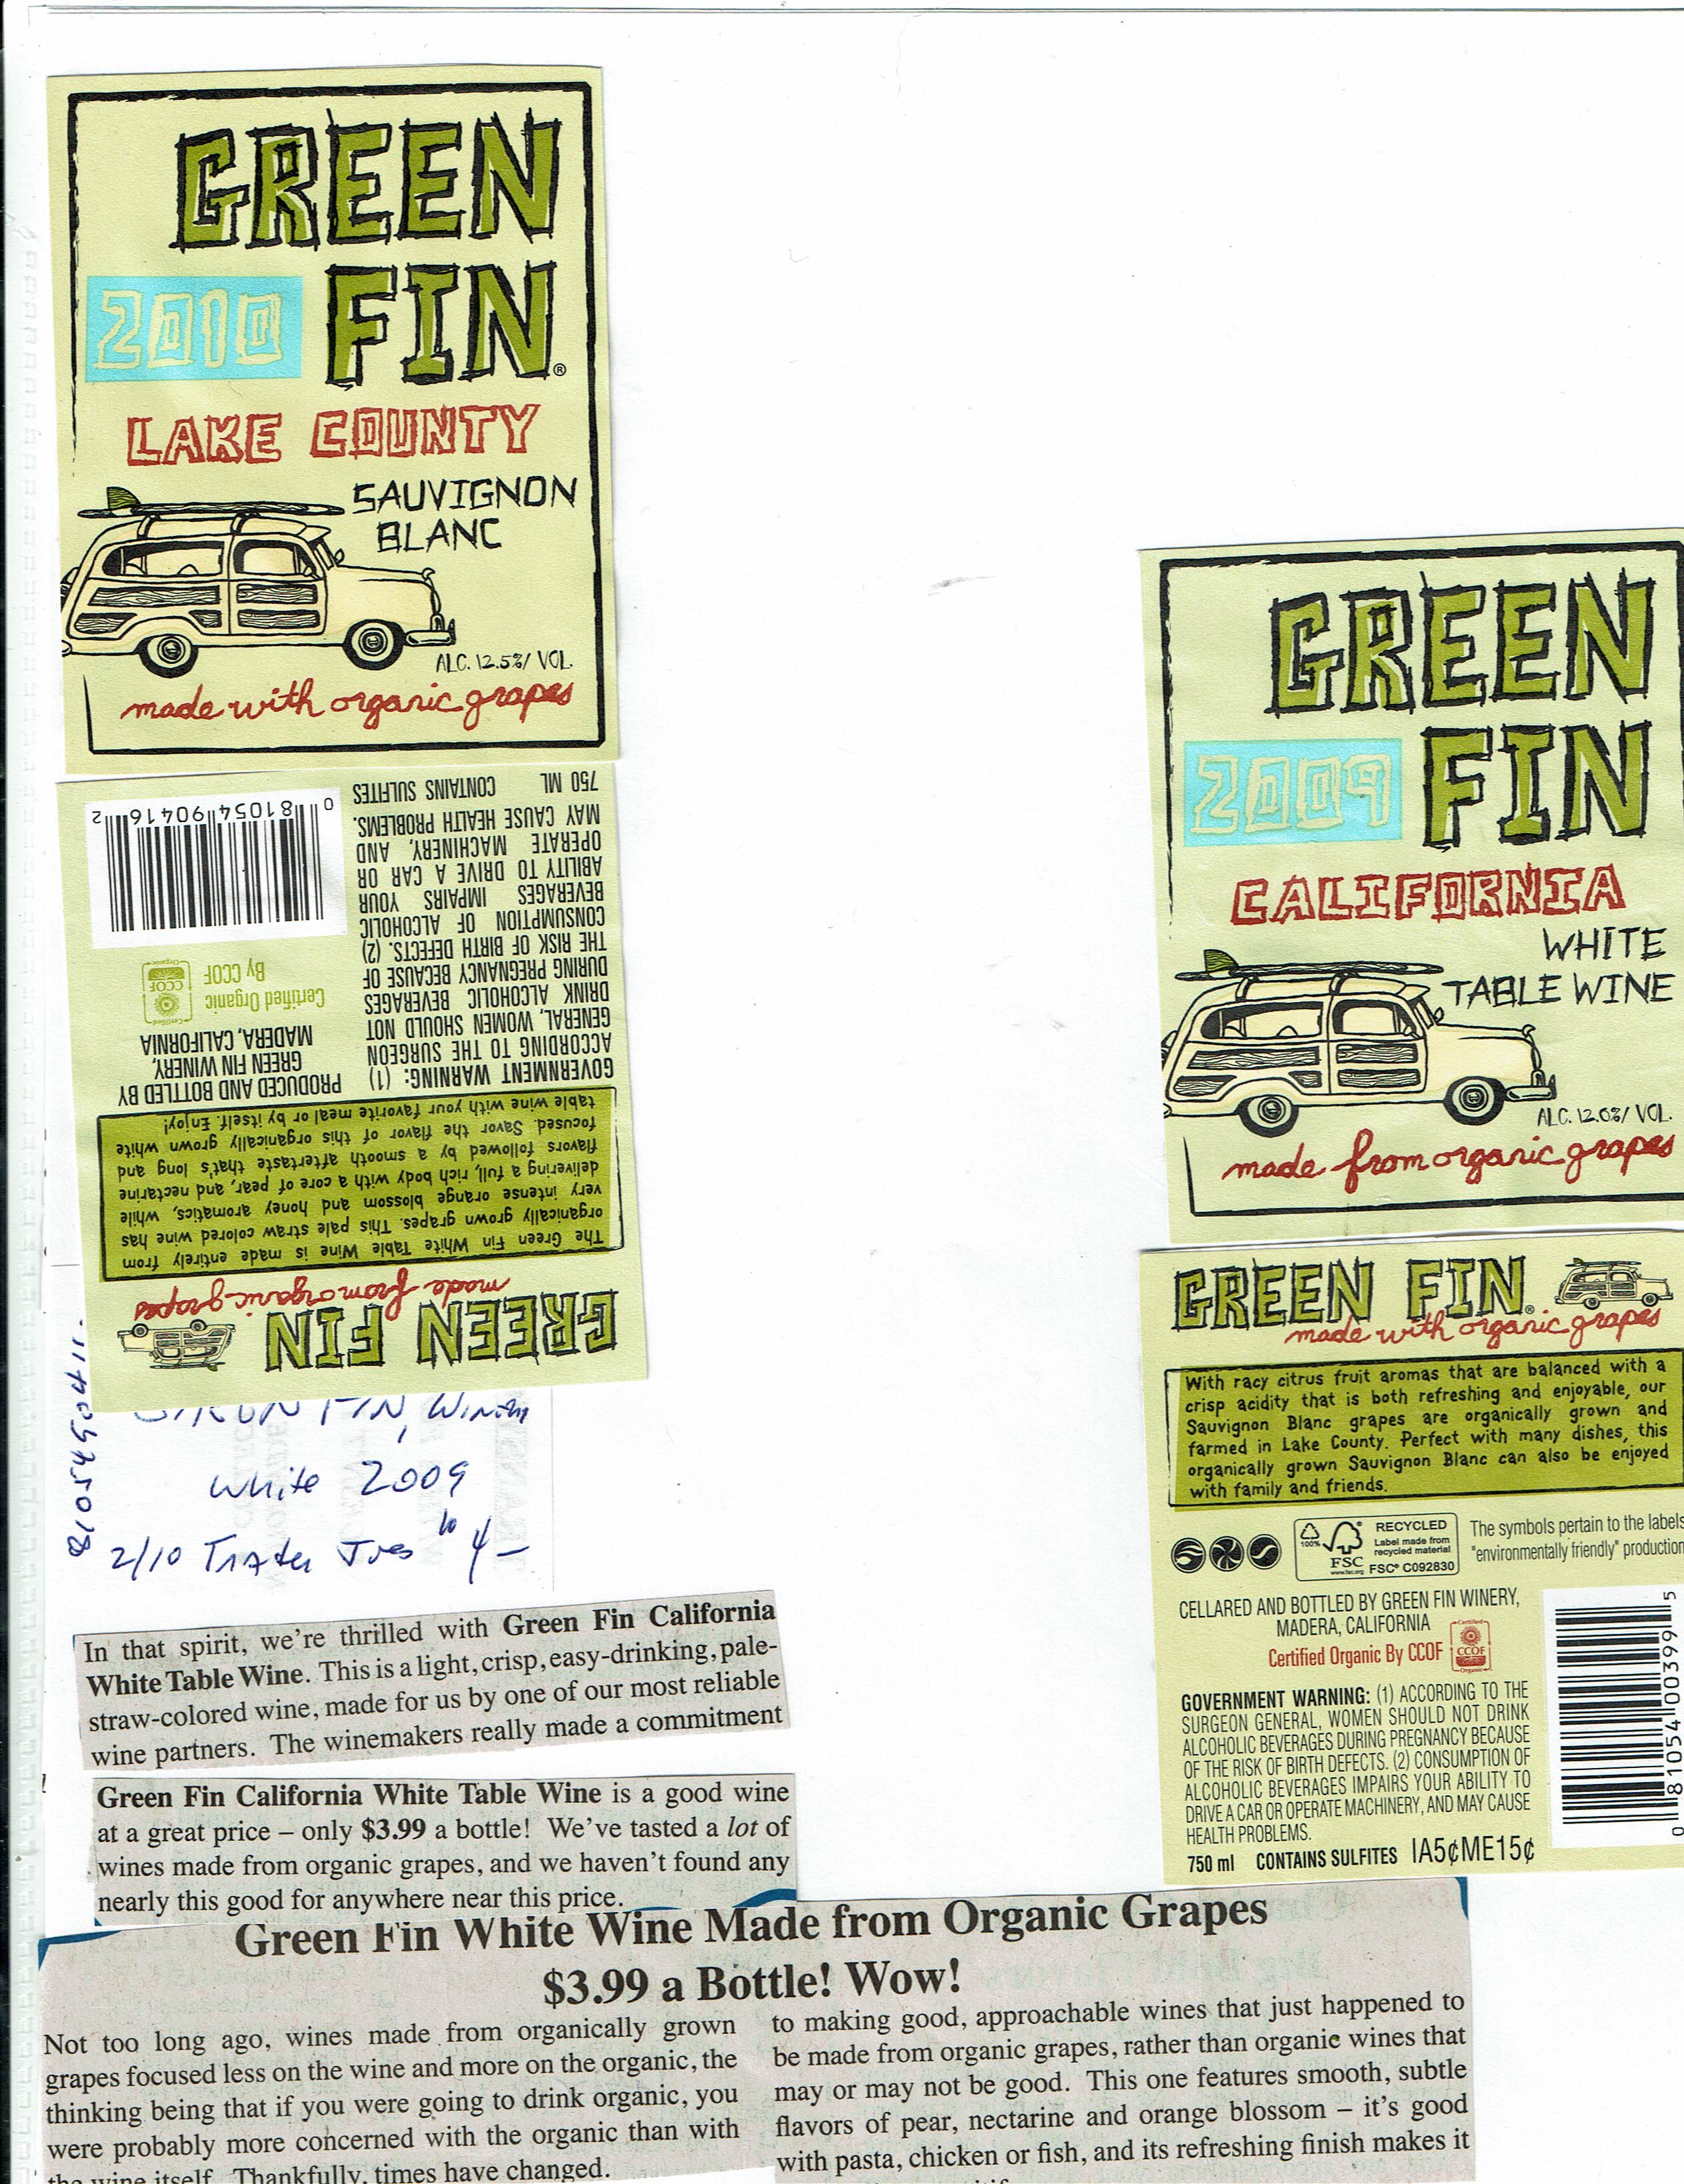 GREEN
2010 FIN®
LAKE COUNTY
SAUVIGNON
BLANC
ALC. 12.5%/ VOL.
made with organic grapes
GREEN FIN
made from organic grapes
The Green Fin White Table Wine is made entirely from
organically grown grapes. This pale straw colored wine has
very intense orange blossom and honey aromatics, while
delivering a full, rich body with a core of pear, and nectarine
flavors followed by a smooth aftertaste that's long and
focused. Savor the flavor of this organically grown white
table wine with your favorite meal or by itself. Enjoy!
PRODUCED AND BOTTLED BY
GREEN FIN WINERY,
MADERA, CALIFORNIA
Certified Organic
By CCOF
Certified
CCOF
Organic
0 81054 90416 2
GOVERNMENT WARNING: (1)
ACCORDING TO THE SURGEON
GENERAL, WOMEN SHOULD NOT
DRINK ALCOHOLIC BEVERAGES
DURING PREGNANCY BECAUSE OF
THE RISK OF BIRTH DEFECTS. (2)
CONSUMPTION OF ALCOHOLIC
BEVERAGES IMPAIRS YOUR
ABILITY TO DRIVE A CAR OR
OPERATE MACHINERY, AND
MAY CAUSE HEALTH PROBLEMS.
750 ML CONTAINS SULFITES
FIN,
White 2009
2/10 Trader Joes 4-
In that spirit, we're thrilled with Green Fin California
White Table Wine. This is a light, crisp, easy-drinking, pale-
straw-colored wine, made for us by one of our most reliable
wine partners. The winemakers really made a commitment
Green Fin California White Table Wine is a good wine
at a great price – only $3.99 a bottle! We've tasted a lot of
wines made from organic grapes, and we haven't found any
nearly this good for anywhere near this price.
Green Fin White Wine Made from Organic Grapes
$3.99 a Bottle! Wow!
Not too long ago, wines made from organically grown
grapes focused less on the wine and more on the organic, the
thinking being that if you were going to drink organic, you
were probably more concerned with the organic than with
the wine itself. Thankfully, times have changed.
to making good, approachable wines that just happened to
be made from organic grapes, rather than organic wines that
may or may not be good. This one features smooth, subtle
flavors of pear, nectarine and orange blossom – it's good
with pasta, chicken or fish, and its refreshing finish makes it
GREEN
2009 FIN
CALIFORNIA
WHITE
TABLE WINE
ALC. 12.0%/ VOL.
made from organic grapes
GREEN FIN®
made with organic grapes
With racy citrus fruit aromas that are balanced with a
crisp acidity that is both refreshing and enjoyable, our
Sauvignon Blanc grapes are organically grown and
farmed in Lake County. Perfect with many dishes, this
organically grown Sauvignon Blanc can also be enjoyed
with family and friends.
100%
FSC
www.fsc.org
RECYCLED
Label made from
recycled material
FSC® C092830
The symbols pertain to the labels
"environmentally friendly" production
CELLARED AND BOTTLED BY GREEN FIN WINERY,
MADERA, CALIFORNIA
Certified Organic By CCOF
Certified
CCOF
Organic
GOVERNMENT WARNING: (1) ACCORDING TO THE
SURGEON GENERAL, WOMEN SHOULD NOT DRINK
ALCOHOLIC BEVERAGES DURING PREGNANCY BECAUSE
OF THE RISK OF BIRTH DEFECTS. (2) CONSUMPTION OF
ALCOHOLIC BEVERAGES IMPAIRS YOUR ABILITY TO
DRIVE A CAR OR OPERATE MACHINERY, AND MAY CAUSE
HEALTH PROBLEMS.
750 ml CONTAINS SULFITES IA5¢ME15¢
0 81054 00399 5